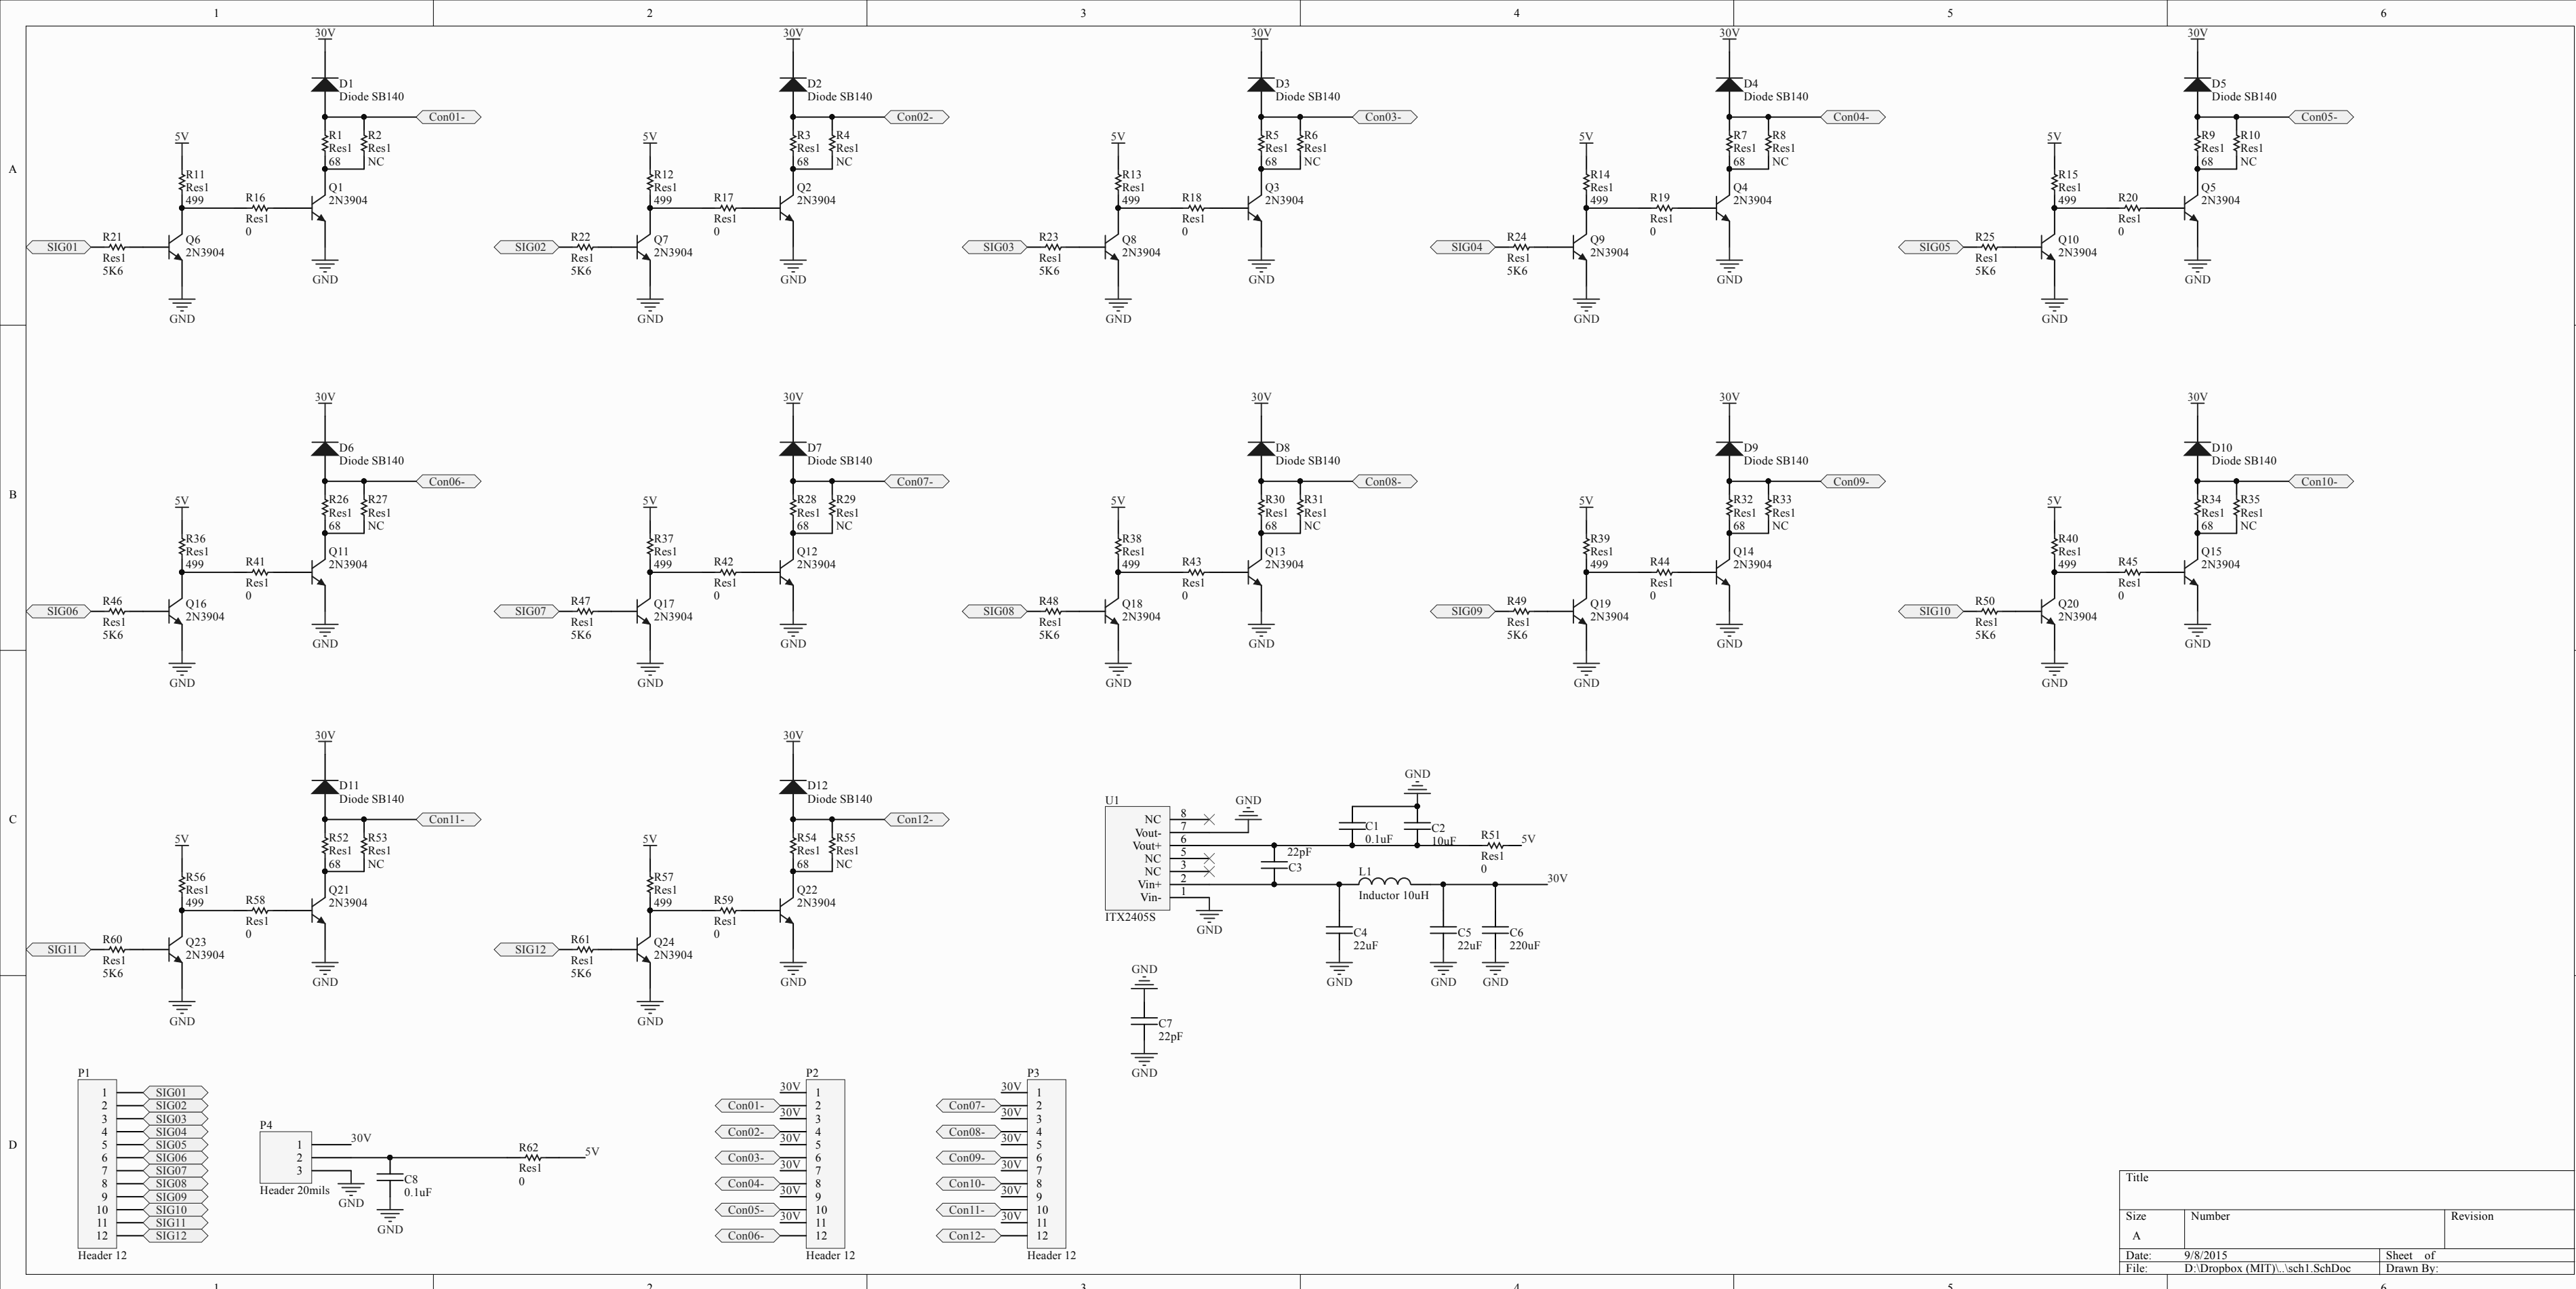 1 2 3 4 5 6
A
30V
D1
Diode SB140
Con01-
5V
R1
Res1
68
R2
Res1
NC
R11
Res1
499
R16
Res1
0
Q1
2N3904
SIG01
R21
Res1
5K6
Q6
2N3904
GND
GND
30V
D2
Diode SB140
Con02-
5V
R3
Res1
68
R4
Res1
NC
R12
Res1
499
R17
Res1
0
Q2
2N3904
SIG02
R22
Res1
5K6
Q7
2N3904
GND
GND
30V
D3
Diode SB140
Con03-
5V
R5
Res1
68
R6
Res1
NC
R13
Res1
499
R18
Res1
0
Q3
2N3904
SIG03
R23
Res1
5K6
Q8
2N3904
GND
GND
30V
D4
Diode SB140
Con04-
5V
R7
Res1
68
R8
Res1
NC
R14
Res1
499
R19
Res1
0
Q4
2N3904
SIG04
R24
Res1
5K6
Q9
2N3904
GND
GND
30V
D5
Diode SB140
Con05-
5V
R9
Res1
68
R10
Res1
NC
R15
Res1
499
R20
Res1
0
Q5
2N3904
SIG05
R25
Res1
5K6
Q10
2N3904
GND
GND
B
30V
D6
Diode SB140
Con06-
5V
R26
Res1
68
R27
Res1
NC
R36
Res1
499
R41
Res1
0
Q11
2N3904
SIG06
R46
Res1
5K6
Q16
2N3904
GND
GND
30V
D7
Diode SB140
Con07-
5V
R28
Res1
68
R29
Res1
NC
R37
Res1
499
R42
Res1
0
Q12
2N3904
SIG07
R47
Res1
5K6
Q17
2N3904
GND
GND
30V
D8
Diode SB140
Con08-
5V
R30
Res1
68
R31
Res1
NC
R38
Res1
499
R43
Res1
0
Q13
2N3904
SIG08
R48
Res1
5K6
Q18
2N3904
GND
GND
30V
D9
Diode SB140
Con09-
5V
R32
Res1
68
R33
Res1
NC
R39
Res1
499
R44
Res1
0
Q14
2N3904
SIG09
R49
Res1
5K6
Q19
2N3904
GND
GND
30V
D10
Diode SB140
Con10-
5V
R34
Res1
68
R35
Res1
NC
R40
Res1
499
R45
Res1
0
Q15
2N3904
SIG10
R50
Res1
5K6
Q20
2N3904
GND
GND
C
30V
D11
Diode SB140
Con11-
5V
R52
Res1
68
R53
Res1
NC
R56
Res1
499
R58
Res1
0
Q21
2N3904
SIG11
R60
Res1
5K6
Q23
2N3904
GND
GND
30V
D12
Diode SB140
Con12-
5V
R54
Res1
68
R55
Res1
NC
R57
Res1
499
R59
Res1
0
Q22
2N3904
SIG12
R61
Res1
5K6
Q24
2N3904
GND
GND
U1
NC 8
Vout- 7
Vout+ 6
NC 5
NC 3
Vin+ 2
Vin- 1
ITX2405S
GND
GND
GND
C1
0.1uF
C2
10uF
R51
Res1
0
5V
22pF
C3
L1
Inductor 10uH
30V
C4
22uF
C5
22uF
C6
220uF
GND
GND
GND
GND
C7
22pF
GND
D
P1
1 SIG01
2 SIG02
3 SIG03
4 SIG04
5 SIG05
6 SIG06
7 SIG07
8 SIG08
9 SIG09
10 SIG10
11 SIG11
12 SIG12
Header 12
P4
1 30V
2
3
Header 20mils
GND
C8
0.1uF
GND
R62
Res1
0
5V
P2
30V 1
Con01- 2
30V 3
Con02- 4
30V 5
Con03- 6
30V 7
Con04- 8
30V 9
Con05- 10
30V 11
Con06- 12
Header 12
P3
30V 1
Con07- 2
30V 3
Con08- 4
30V 5
Con09- 6
30V 7
Con10- 8
30V 9
Con11- 10
30V 11
Con12- 12
Header 12
Title
Size
A
Number
Revision
Date: 9/8/2015 Sheet of
File: D:\Dropbox (MIT)\..\sch1.SchDoc Drawn By: